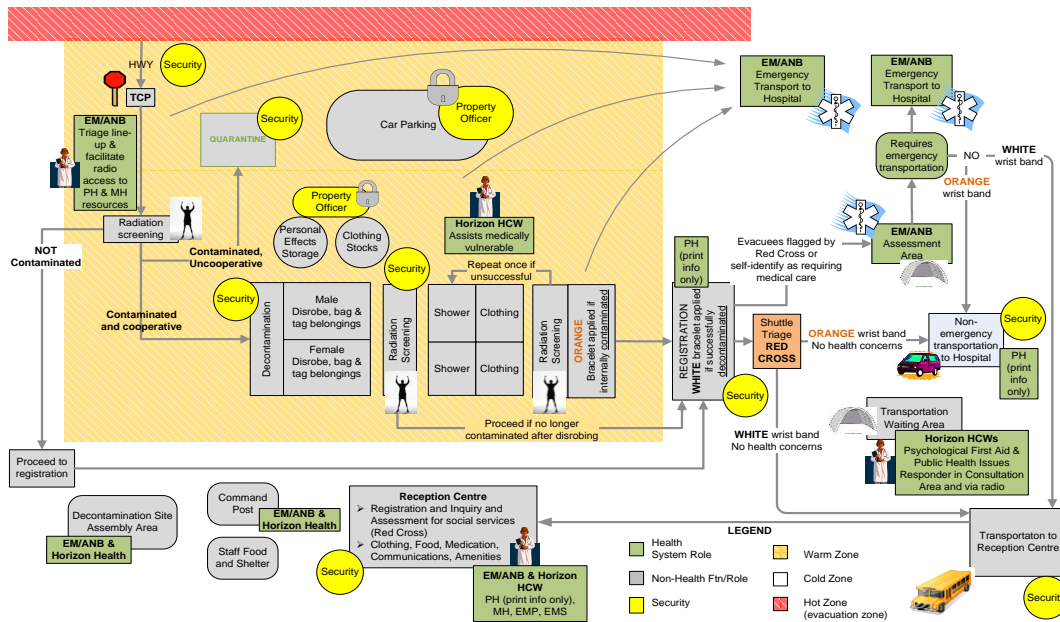 HWY
Security
TCP
EM/ANB
Triage line-
up &
facilitate
radio
access to
PH & MH
resources
Radiation
screening
NOT
Contaminated
QUARANTINE
Security
Contaminated,
Uncooperative
Contaminated
and cooperative
Car Parking
Property
Officer
Property
Officer
Personal
Effects
Storage
Clothing
Stocks
Horizon HCW
Assists medically
vulnerable
Security
Security
Decontamination
Male
Disrobe, bag &
tag belongings
Female
Disrobe, bag &
tag belongings
Radiation
Screening
Repeat once if
unsuccessful
Shower
Clothing
Shower
Clothing
Radiation
Screening
ORANGE
Bracelet applied if
internally contaminated
Proceed if no longer
contaminated after disrobing
PH
(print
info
only)
REGISTRATION
WHITE bracelet applied
if successfully
decontaminated
Security
EM/ANB
Emergency
Transport to
Hospital
EM/ANB
Emergency
Transport to
Hospital
Requires
emergency
transportation
NO
WHITE
wrist band
ORANGE
wrist band
Evacuees flagged by
Red Cross or
self-identify as requiring
medical care
EM/ANB
Assessment
Area
Shuttle
Triage
RED
CROSS
ORANGE wrist band
No health concerns
Non-
emergency
transportation
to Hospital
Security
PH
(print
info
only)
WHITE wrist band
No health concerns
Transportation
Waiting Area
Horizon HCWs
Psychological First Aid &
Public Health Issues
Responder in Consultation
Area and via radio
Proceed to
registration
Decontamination Site
Assembly Area
EM/ANB &
Horizon Health
Command
Post
EM/ANB &
Horizon Health
Staff Food
and Shelter
Reception Centre
➢ Registration and Inquiry and
Assessment for social services
(Red Cross)
➢ Clothing, Food, Medication,
Communications, Amenities
Security
EM/ANB & Horizon
HCW
PH (print info only),
MH, EMP, EMS
LEGEND
Health
System Role
Non-Health Ftn/Role
Security
Warm Zone
Cold Zone
Hot Zone
(evacuation zone)
Transportaton to
Reception Centre
Security